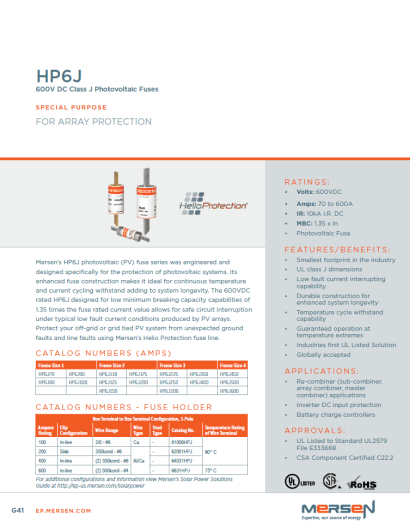 HP6J
600V DC Class J Photovoltaic Fuses
SPECIAL PURPOSE
FOR ARRAY PROTECTION
HelioProtection®
Mersen's HP6J photovoltaic (PV) fuse series was engineered and
designed specifically for the protection of photovoltaic systems. Its
enhanced fuse construction makes it ideal for continuous temperature
and current cycling withstand adding to system longevity. The 600VDC
rated HP6J designed for low minimum breaking capacity capabilities of
1.35 times the fuse rated current value allows for safe circuit interruption
under typical low fault current conditions produced by PV arrays.
Protect your off-grid or grid tied PV system from unexpected ground
faults and line faults using Mersen's Helio Protection fuse line.
CATALOG NUMBERS (AMPS)
Frame Size 1 Frame Size 2 Frame Size 3 Frame Size 4
HP6J70 HP6J90 HP6J110 HP6J175 HP6J225 HP6J350 HP6J450
HP6J80 HP6J100 HP6J125 HP6J200 HP6J250 HP6J400 HP6J500
HP6J150 HP6J300 HP6J600
CATALOG NUMBERS - FUSE HOLDER
Box Terminal to Box Terminal Configuration, 1-Pole
Ampere Rating Clip Configuration Wire Range Wire Type Stud Type Catalog No. Temperature Rating of Wire Terminal
100 In-line 2/0 - #6 Cu - 61036HPJ
200 Side 350kcmil - #6 - 62001HPJ 90° C
400 In-line (2) 350kcmil - #6 Al/Cu - 64031HPJ
600 In-line (2) 500kcmil - #4 - 6631HPJ 75° C
For additional configurations and information view Mersen's Solar Power Solutions
Guide at http://ep-us.mersen.com/solarpower
RATINGS:
• Volts: 600VDC
• Amps: 70 to 600A
• IR: 10kA I.R. DC
• MBC: 1.35 x In
• Photovoltaic Fuse
FEATURES/BENEFITS:
• Smallest footprint in the industry
• UL class J dimensions
• Low fault current interrupting
capability
• Durable construction for
enhanced system longevity
• Temperature cycle withstand
capability
• Guaranteed operation at
temperature extremes
• Industries first UL Listed Solution
• Globally accepted
APPLICATIONS:
• Re-combiner (sub-combiner,
array combiner, master
combiner) applications
• Inverter DC input protection
• Battery charge controllers
APPROVALS:
• UL Listed to Standard UL2579
File E333668
• CSA Component Certified C22.2
UL LISTED
RoHS
G41
EP.MERSEN.COM
MERSEN
Expertise, our source of energy